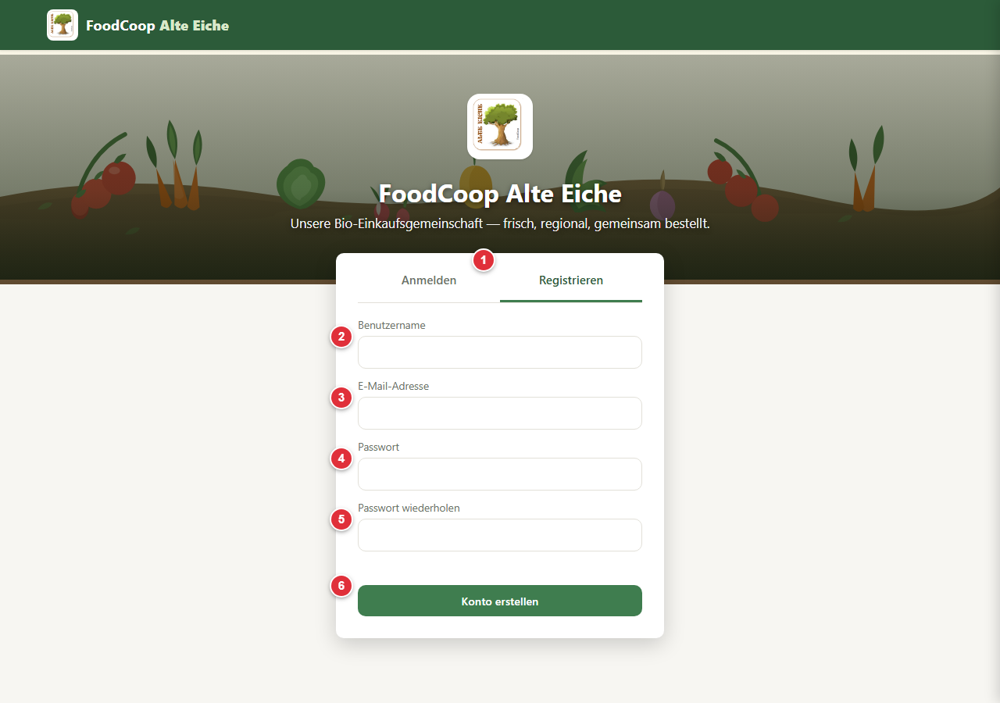 FoodCoop Alte Eiche
ALTE EICHE
FoodCoop Alte Eiche
Unsere Bio-Einkaufsgemeinschaft — frisch, regional, gemeinsam bestellt.
1
Anmelden Registrieren
Benutzername
2
E-Mail-Adresse
3
Passwort
4
Passwort wiederholen
5
6
Konto erstellen